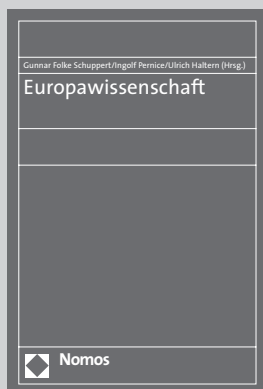 Gunnar Folke Schuppert/Ingolf Pernice/Ulrich Haltern (Hrsg.)
Europawissenschaft
Nomos